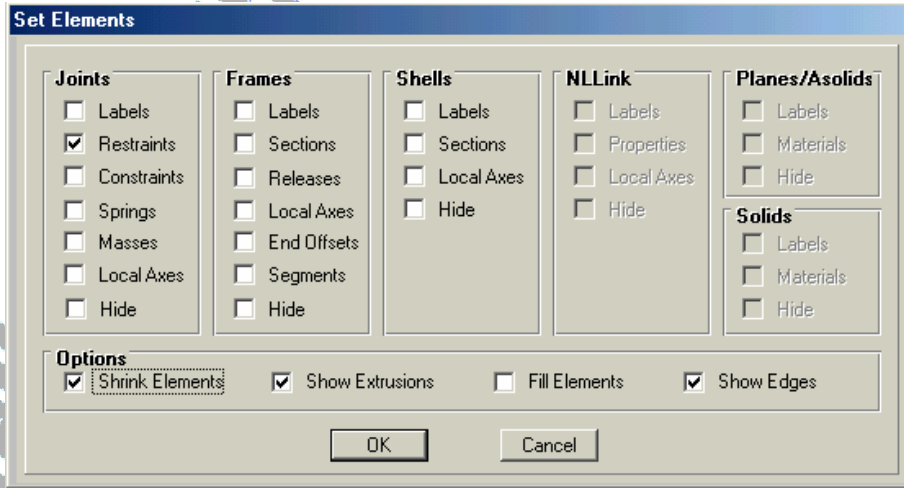 Set Elements
Joints
Labels
Restraints
Constraints
Springs
Masses
Local Axes
Hide
Frames
Labels
Sections
Releases
Local Axes
End Offsets
Segments
Hide
Shells
Labels
Sections
Local Axes
Hide
NLLink
Labels
Properties
Local Axes
Hide
Planes/Asolids
Labels
Materials
Hide
Solids
Labels
Materials
Hide
Options
Shrink Elements
Show Extrusions
Fill Elements
Show Edges
OK
Cancel